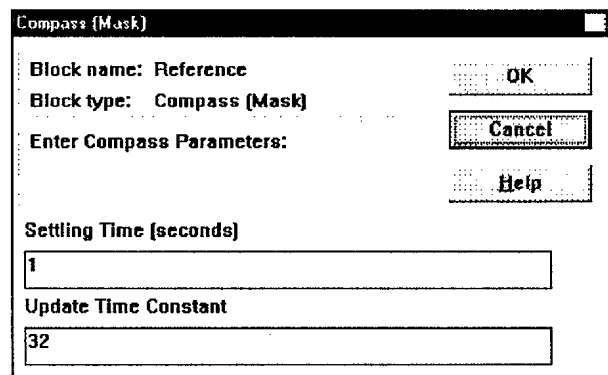 Compass (Mask)
Block name: Reference
Block type: Compass (Mask)
Enter Compass Parameters:
OK
Cancel
Help
Settling Time (seconds)
1
Update Time Constant
32